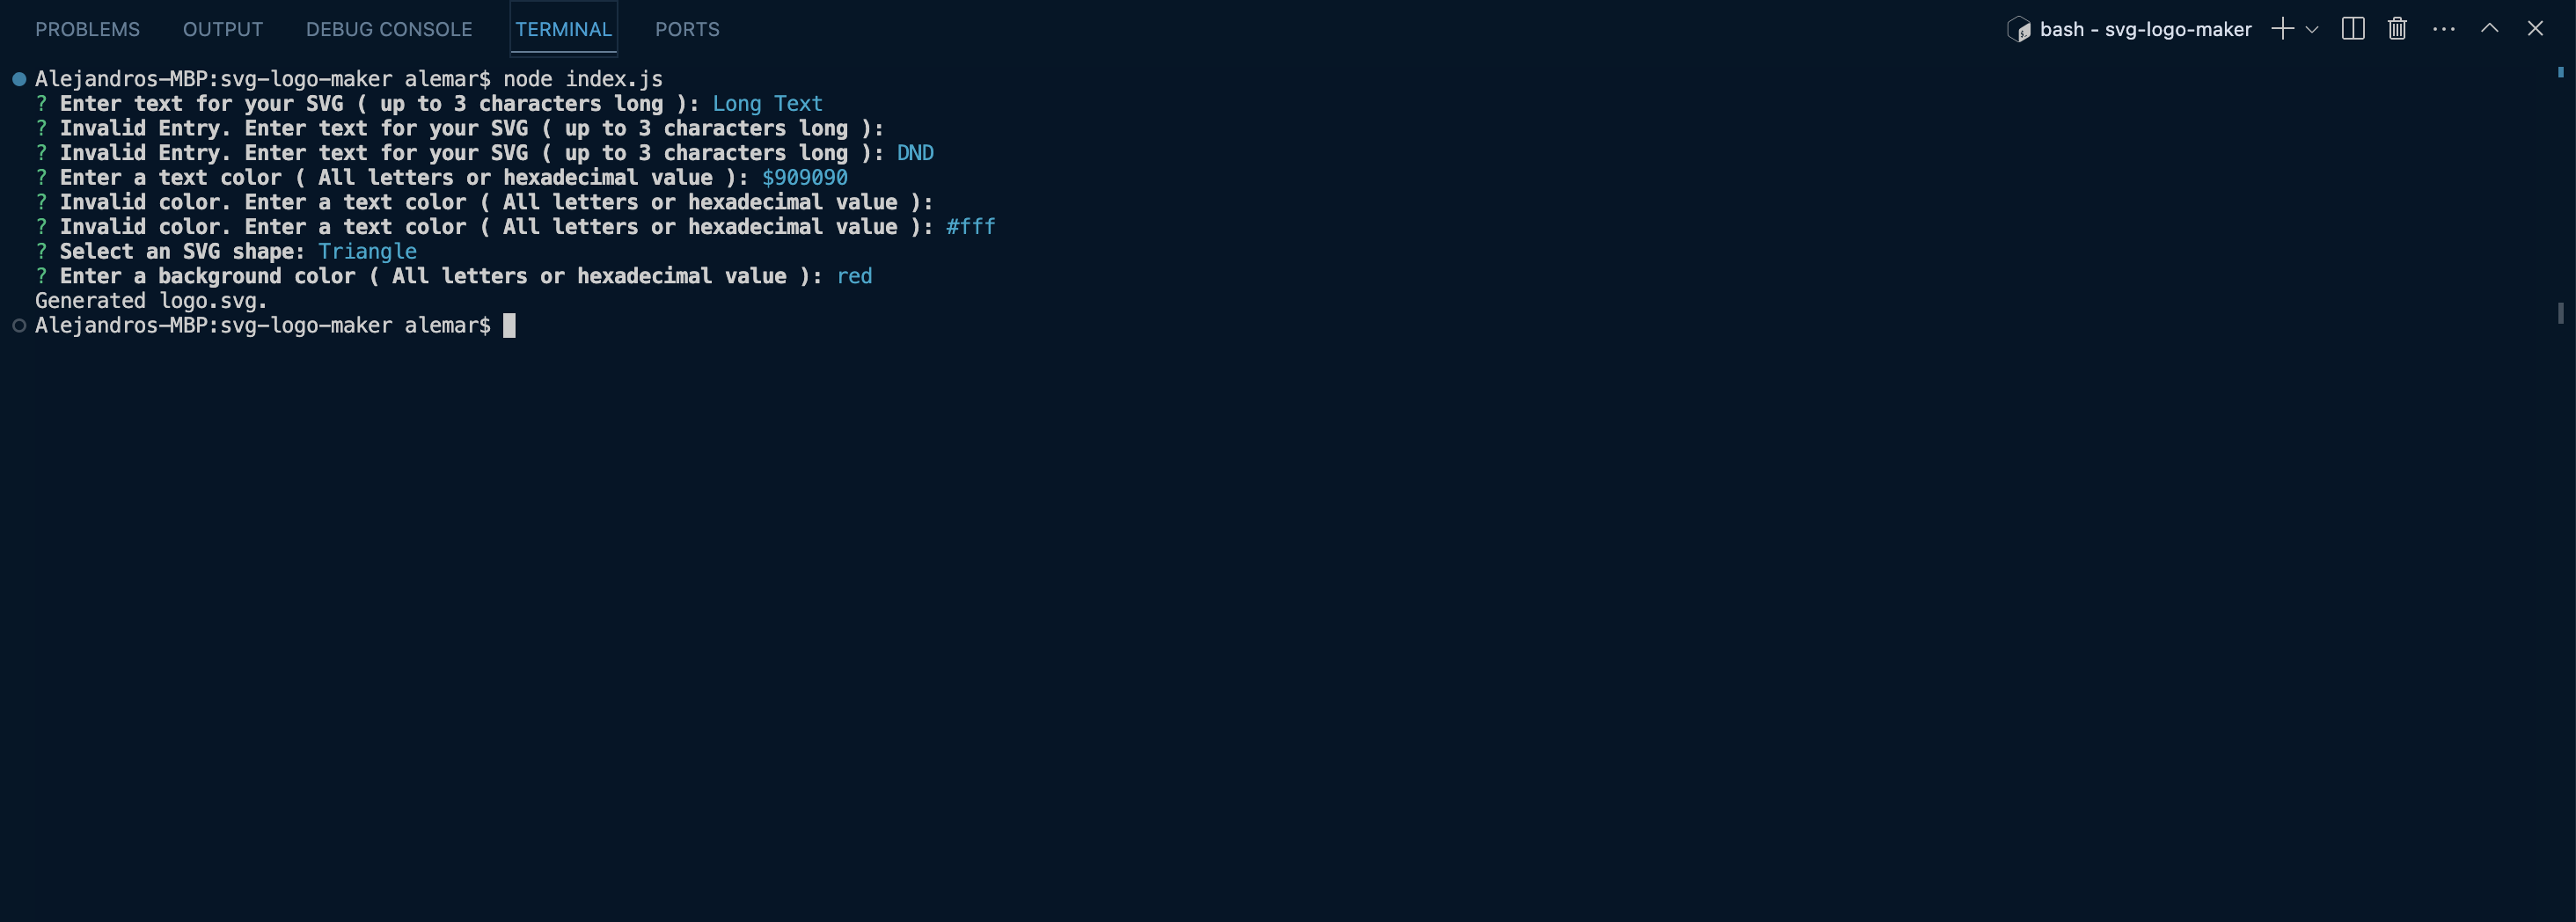 PROBLEMS OUTPUT DEBUG CONSOLE TERMINAL PORTS bash - svg-logo-maker
Alejandros-MBP:svg-logo-maker alemar$ node index.js
? Enter text for your SVG ( up to 3 characters long ): Long Text
? Invalid Entry. Enter text for your SVG ( up to 3 characters long ):
? Invalid Entry. Enter text for your SVG ( up to 3 characters long ): DND
? Enter a text color ( All letters or hexadecimal value ): $909090
? Invalid color. Enter a text color ( All letters or hexadecimal value ):
? Invalid color. Enter a text color ( All letters or hexadecimal value ): #fff
? Select an SVG shape: Triangle
? Enter a background color ( All letters or hexadecimal value ): red
Generated logo.svg.
Alejandros-MBP:svg-logo-maker alemar$